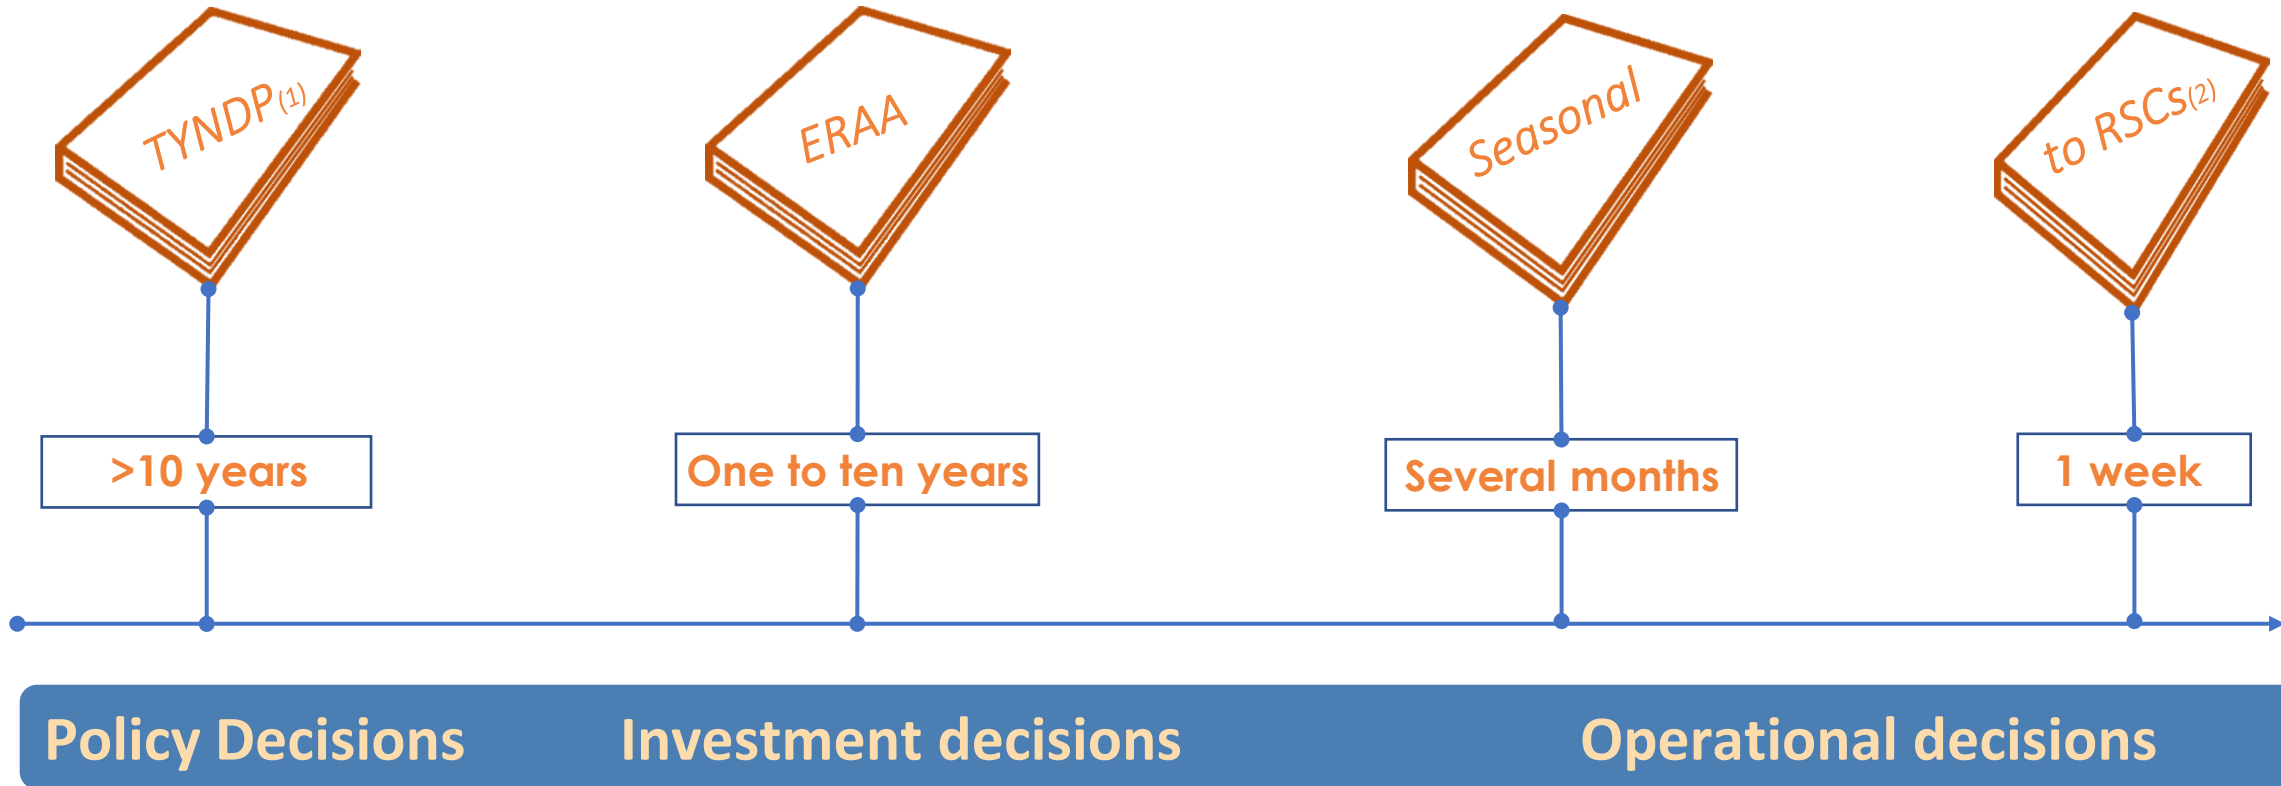 TYNDP(1)
ERAA
Seasonal
to RSCs(2)
>10 years
One to ten years
Several months
1 week
Policy Decisions
Investment decisions
Operational decisions